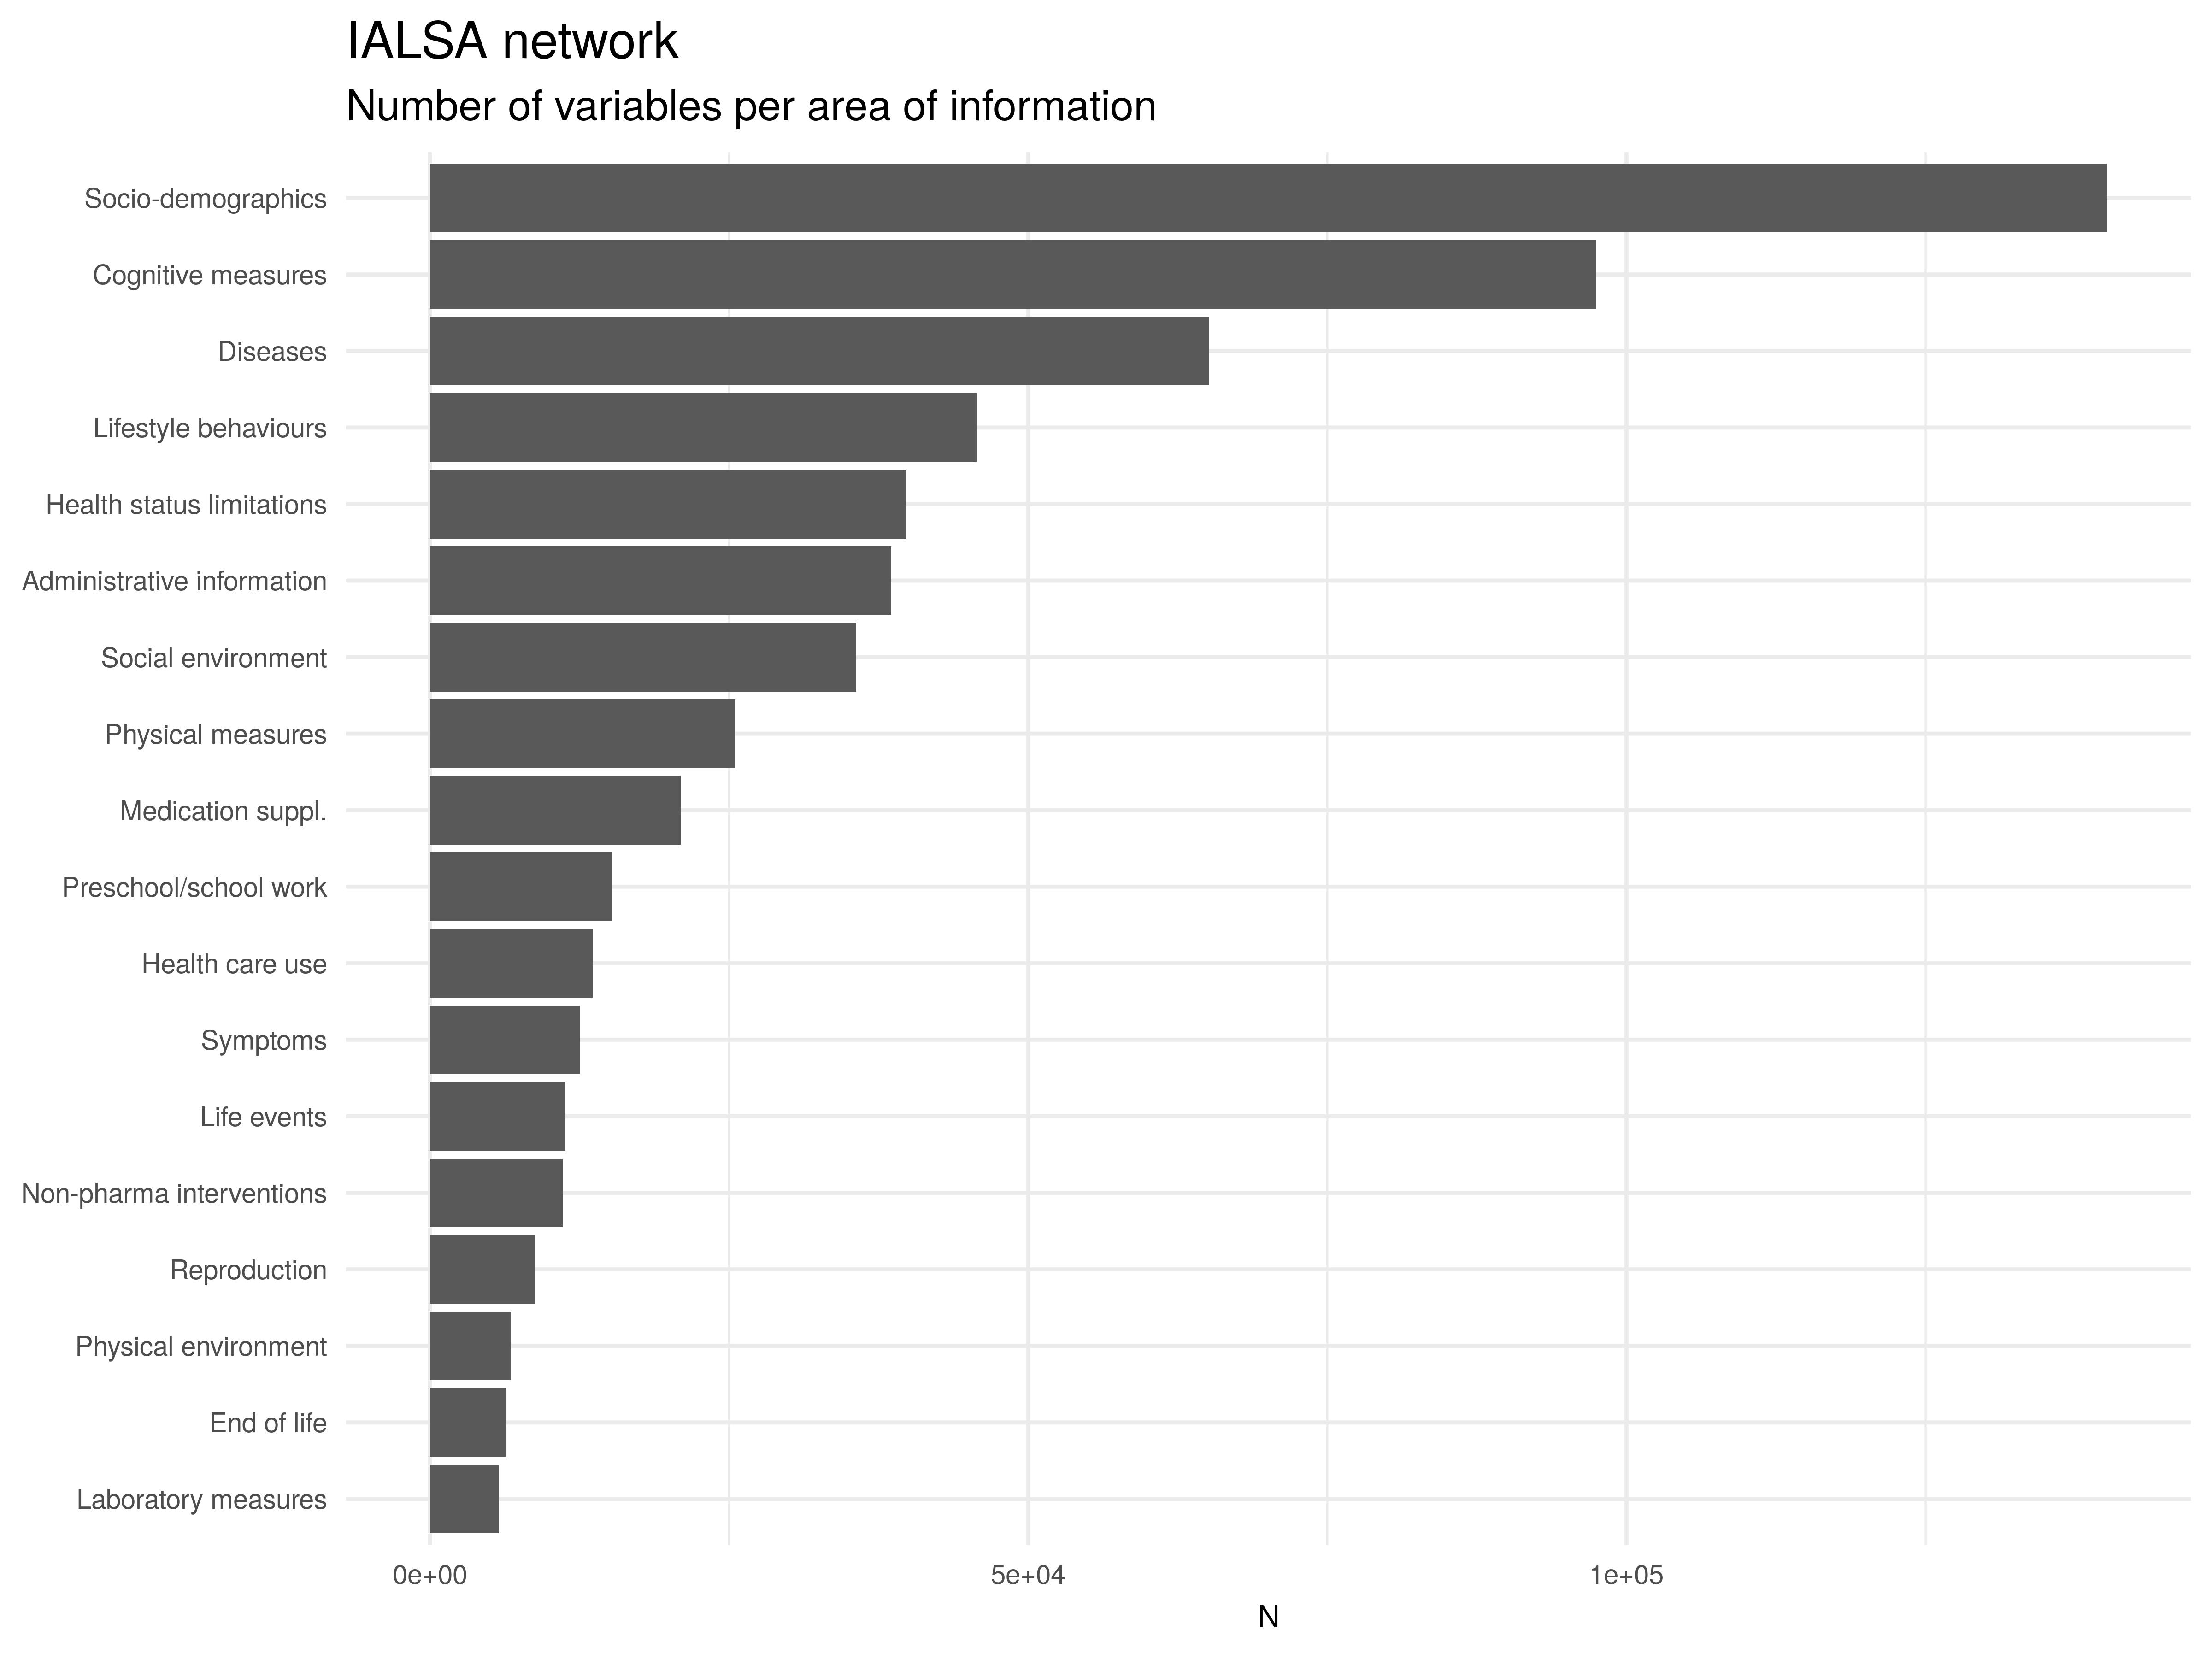 IALSA network
Number of variables per area of information
Socio-demographics
Cognitive measures
Diseases
Lifestyle behaviours
Health status limitations
Administrative information
Social environment
Physical measures
Medication suppl.
Preschool/school work
Health care use
Symptoms
Life events
Non-pharma interventions
Reproduction
Physical environment
End of life
Laboratory measures
0e+00 5e+04 1e+05
N